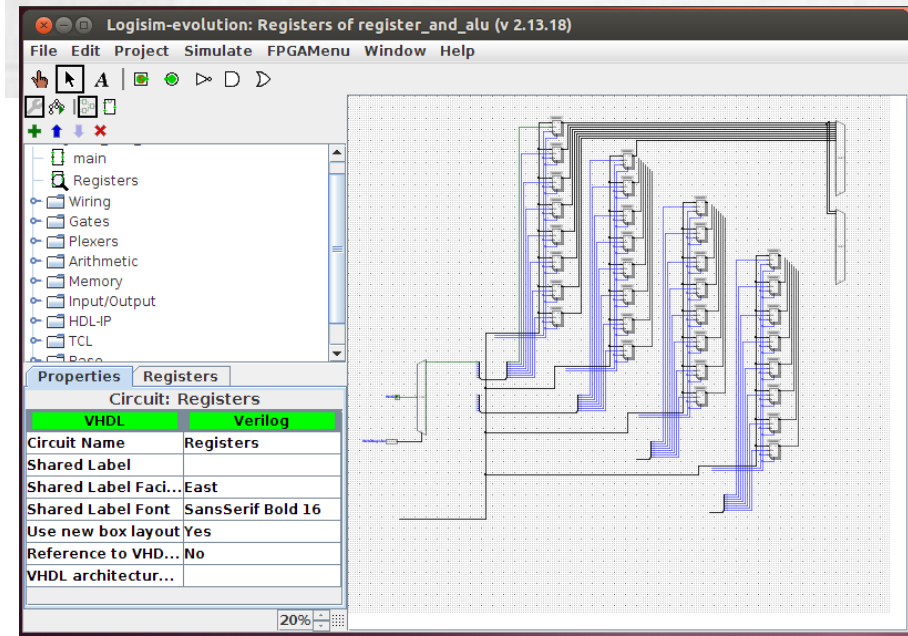 Logisim-evolution: Registers of register_and_alu (v 2.13.18)
File Edit Project Simulate FPGAMenu Window Help
A
main
Registers
Wiring
Gates
Plexers
Arithmetic
Memory
Input/Output
HDL-IP
TCL
Properties Registers
Circuit: Registers
VHDL Verilog
Circuit Name Registers
Shared Label
Shared Label Faci... East
Shared Label Font SansSerif Bold 16
Use new box layout Yes
Reference to VHD... No
VHDL architectur...
20%